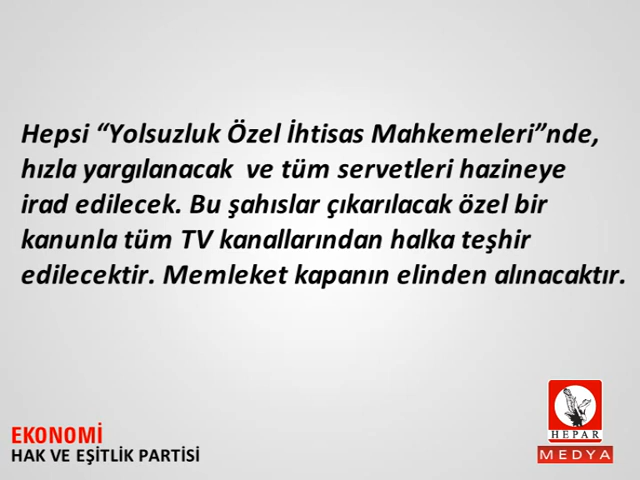 Hepsi “Yolsuzluk Özel İhtisas Mahkemeleri”nde,
hızla yargılanacak ve tüm servetleri hazineye
irad edilecek. Bu şahıslar çıkarılacak özel bir
kanunla tüm TV kanallarından halka teşhir
edilecektir. Memleket kapanın elinden alınacaktır.
EKONOMİ
HAK VE EŞİTLİK PARTİSİ
HEPAR
MEDYA